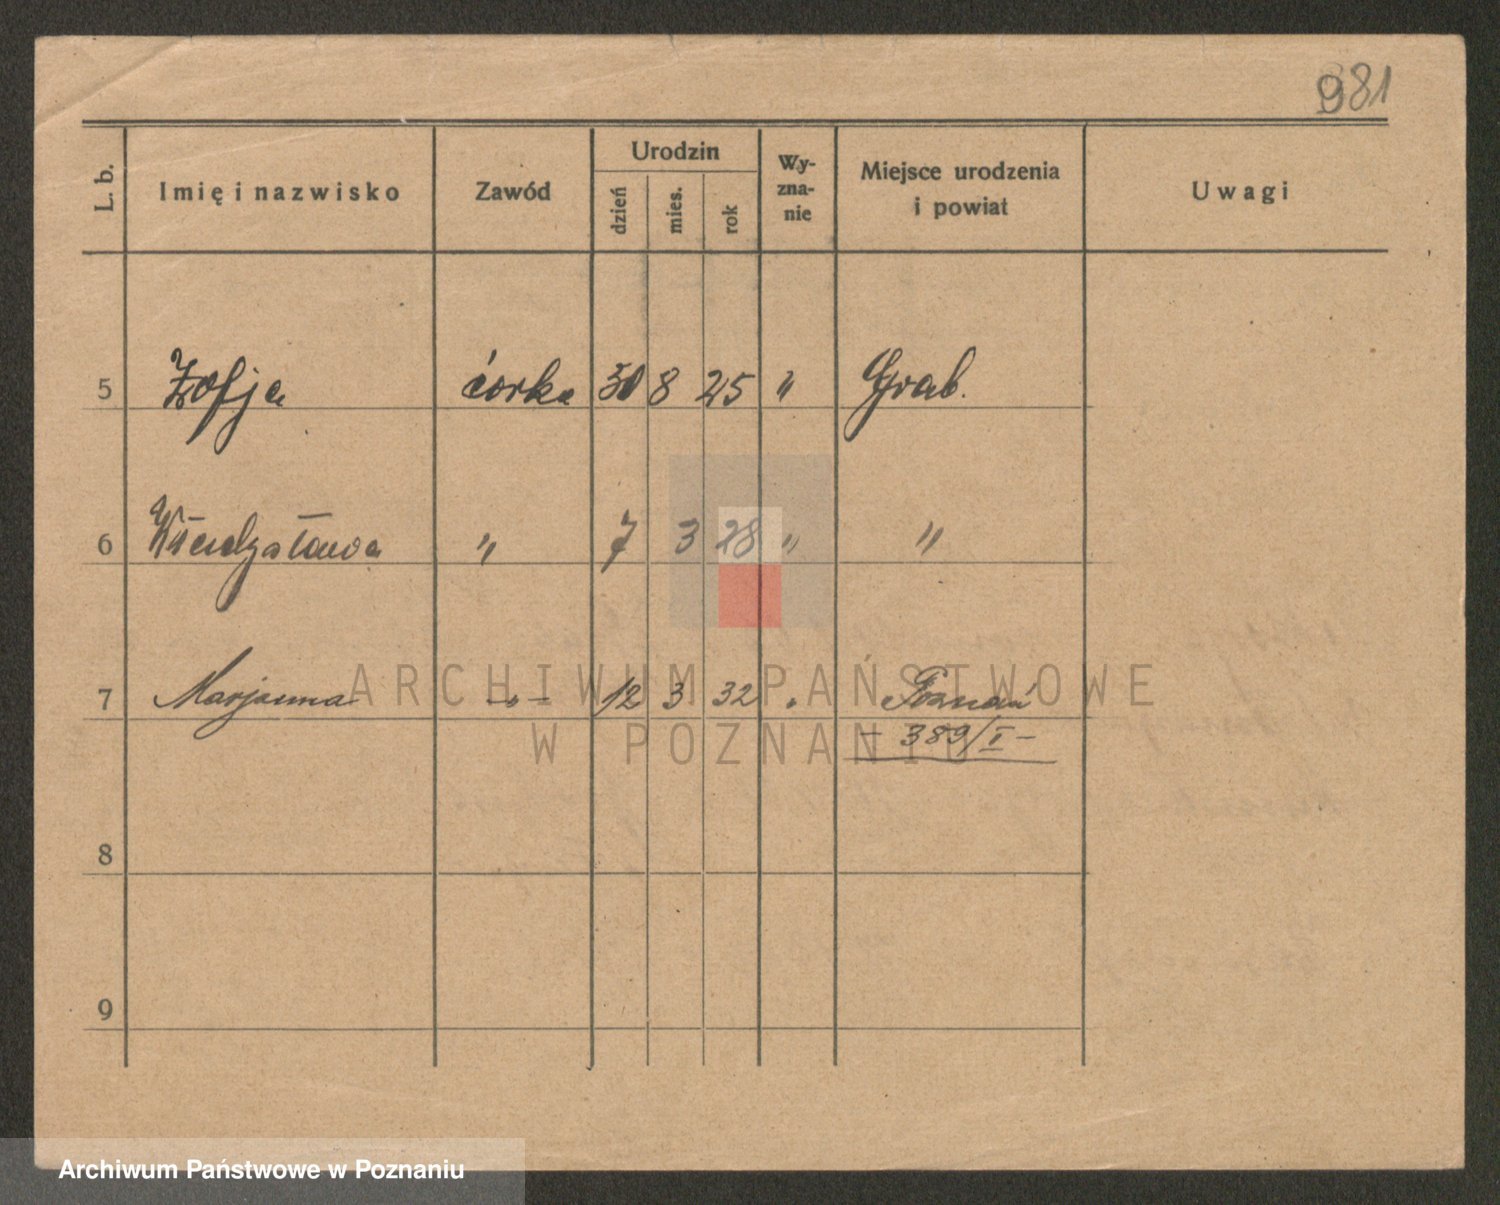 981
L. b. Imię i nazwisko Zawód Urodzin dzień mies. rok Wy-zna-nie Miejsce urodzenia i powiat Uwagi
5 Zofja córka 30 8 25 " Grab.
6 " 7 3 28 " "
7 Marjanna -"- 12 3 32 " Poznań
- 389/I -
8
9
ARCHIWUM PAŃSTWOWE
W POZNANIU
Archiwum Państwowe w Poznaniu